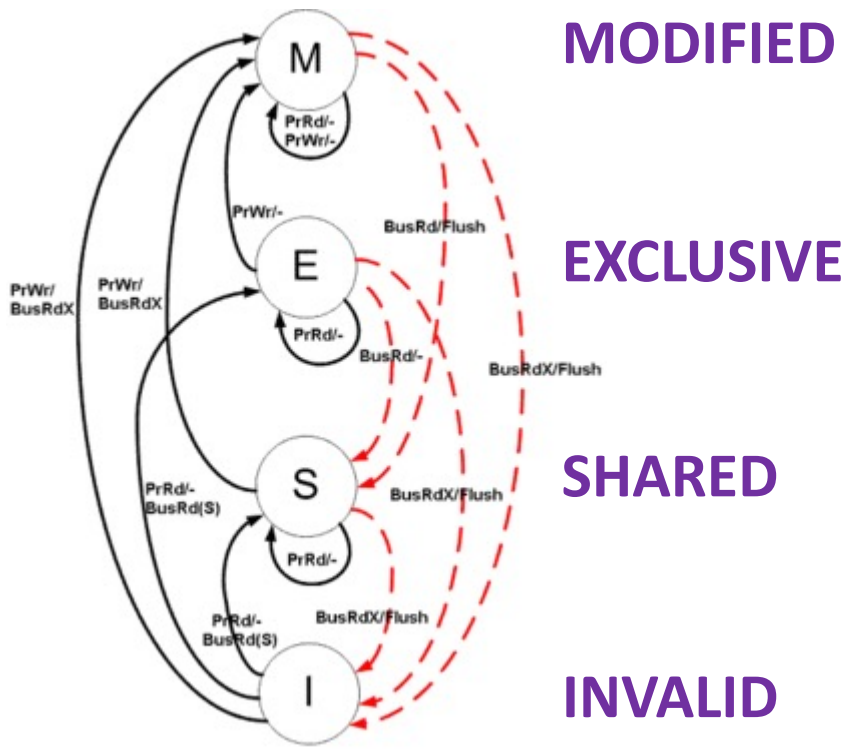 M
MODIFIED
PrRd/-
PrWr/-
PrWr/-
BusRd/Flush
E
EXCLUSIVE
PrWr/
BusRdX
PrWr/
BusRdX
PrRd/-
BusRd/-
BusRdX/Flush
S
SHARED
PrRd/-
BusRd(S)
BusRdX/Flush
PrRd/-
PrRd/-
BusRd(S)
BusRdX/Flush
I
INVALID